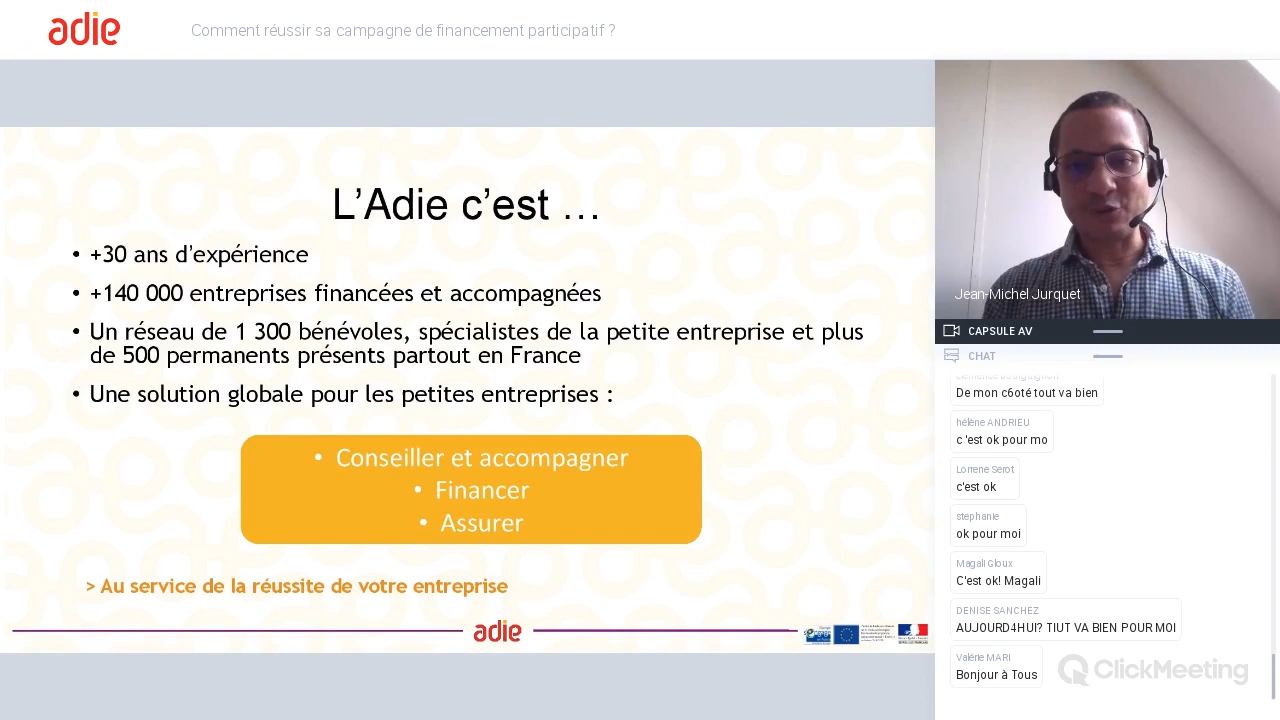 adie
Comment réussir sa campagne de financement participatif ?
L'Adie c'est …
• +30 ans d'expérience
• +140 000 entreprises financées et accompagnées
• Un réseau de 1 300 bénévoles, spécialistes de la petite entreprise et plus
de 500 permanents présents partout en France
• Une solution globale pour les petites entreprises :
• Conseiller et accompagner
• Financer
• Assurer
> Au service de la réussite de votre entreprise
adie
Jean-Michel Jurquet
CAPSULE AV
CHAT
De mon c6oté tout va bien
hélène ANDRIEU
c 'est ok pour mo
Lorrene Serot
c'est ok
stephanie
ok pour moi
Magali Gloux
C'est ok! Magali
DENISE SANCHEZ
AUJOURD4HUI? TIUT VA BIEN POUR MOI
Valérie MARI
Bonjour à Tous
ClickMeeting